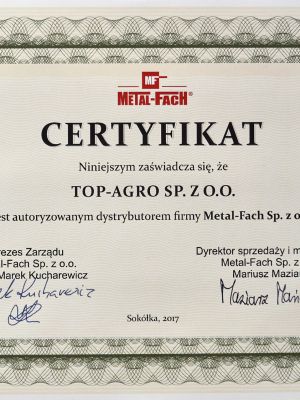 MF
METAL-FACH®
CERTYFIKAT
Niniejszym zaświadcza się, że
TOP-AGRO SP. Z O.O.
est autoryzowanym dystrybutorem firmy Metal-Fach Sp. z o
rezes Zarządu
al-Fach Sp. z o.o.
Marek Kucharewicz
Dyrektor sprzedaży i m
Metal-Fach Sp. z
Mariusz Mazia
Sokółka, 2017